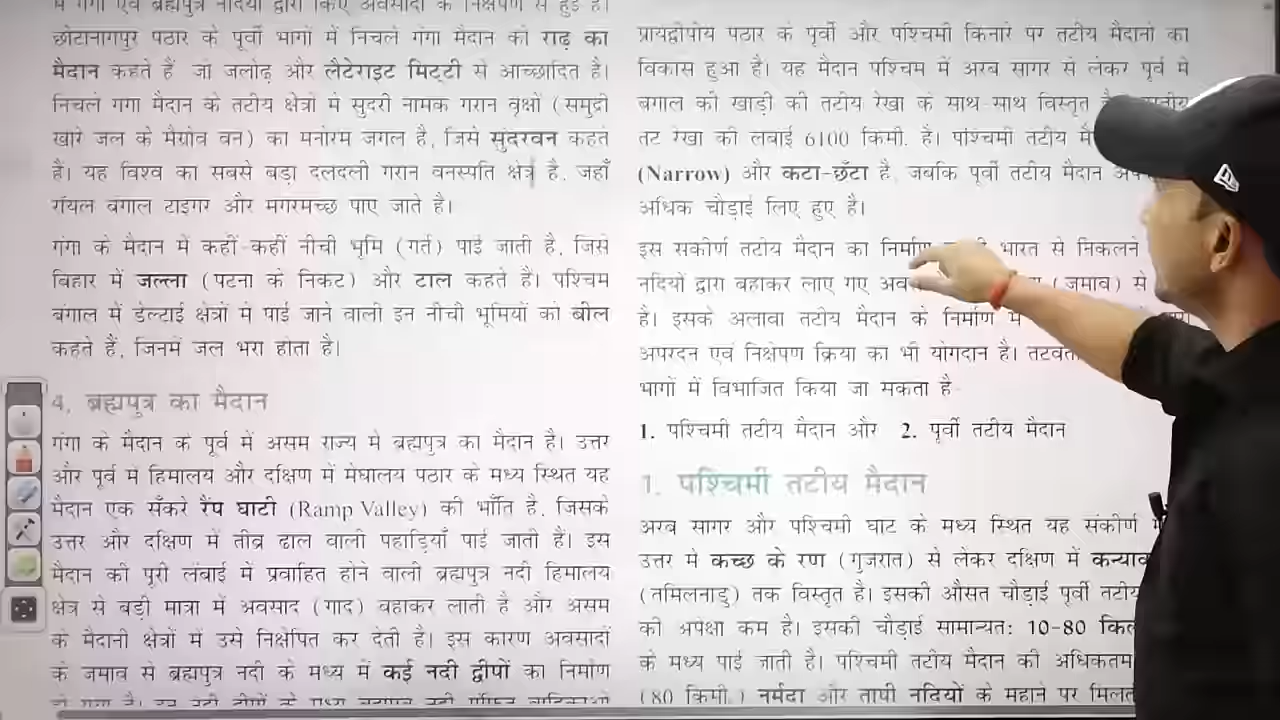 में गंगा एवं ब्रह्मपुत्र नदियों द्वारा किए अवसादों के निक्षेपण से हुई है।
छोटानागपुर पठार के पूर्वी भागों में निचले गंगा मैदान को राढ़ का
मैदान कहते हैं जो जलोढ़ और लैटेराइट मिट्टी से आच्छादित है।
निचले गंगा मैदान के तटीय क्षेत्रों में सुंदरी नामक गरान वृक्षों (समुद्री
खारे जल के मैंग्रोव वन) का मनोरम जंगल है, जिसे सुंदरवन कहते
हैं। यह विश्व का सबसे बड़ा दलदली गरान वनस्पति क्षेत्र है, जहाँ
रॉयल बंगाल टाइगर और मगरमच्छ पाए जाते है।
गंगा के मैदान में कहीं-कहीं नीची भूमि (गर्त) पाई जाती है, जिसे
बिहार में जल्ला (पटना के निकट) और टाल कहते है। पश्चिम
बंगाल में डेल्टाई क्षेत्रों में पाई जाने वाली इन नीची भूमियों को बील
कहते हैं, जिनमें जल भरा होता है।
4. ब्रह्मपुत्र का मैदान
गंगा के मैदान के पूर्व में असम राज्य में ब्रह्मपुत्र का मैदान है। उत्तर
और पूर्व में हिमालय और दक्षिण में मेघालय पठार के मध्य स्थित यह
मैदान एक सँकरे रैंप घाटी (Ramp Valley) की भाँति है, जिसके
उत्तर और दक्षिण में तीव्र ढाल वाली पहाड़ियाँ पाई जाती हैं। इस
मैदान की पूरी लंबाई में प्रवाहित होने वाली ब्रह्मपुत्र नदी हिमालय
क्षेत्र से बड़ी मात्रा में अवसाद (गाद) बहाकर लाती है और असम
के मैदानी क्षेत्रों में उसे निक्षेपित कर देती है। इस कारण अवसादों
के जमाव से ब्रह्मपुत्र नदी के मध्य में कई नदी द्वीपों का निर्माण
प्रायद्वीपीय पठार के पूर्वी और पश्चिमी किनारे पर तटीय मैदानों का
विकास हुआ है। यह मैदान पश्चिम में अरब सागर से लेकर पूर्व में
बंगाल की खाड़ी की तटीय रेखा के साथ-साथ विस्तृत
तट रेखा की लंबाई 6100 किमी. है। पश्चिमी तटीय
(Narrow) और कटा-छँटा है, जबकि पूर्वी तटीय मैदान
अधिक चौड़ाई लिए हुए है।
इस संकीर्ण तटीय मैदान का निर्माण भारत से निकलने
नदियों द्वारा बहाकर लाए गए (जमाव) से
है। इसके अलावा तटीय मैदान के निर्माण में
अपरदन एवं निक्षेपण क्रिया का भी योगदान है।
भागों में विभाजित किया जा सकता है-
1. पश्चिमी तटीय मैदान और 2. पूर्वी तटीय मैदान
1. पश्चिमी तटीय मैदान
अरब सागर और पश्चिमी घाट के मध्य स्थित यह संकीर्ण
उत्तर में कच्छ के रण (गुजरात) से लेकर दक्षिण में
(तमिलनाडु) तक विस्तृत है। इसकी औसत चौड़ाई पूर्वी तटीय
की अपेक्षा कम है। इसकी चौड़ाई सामान्यत: 10-80
के मध्य पाई जाती है। पश्चिमी तटीय मैदान की अधिकतम
(80 किमी.) नर्मदा और तापी नदियों के मुहाने पर